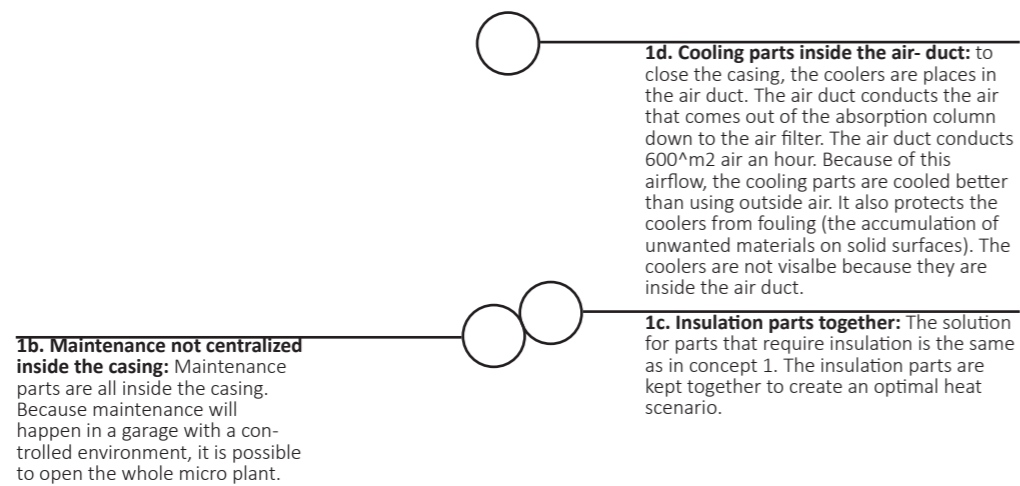 1d. Cooling parts inside the air- duct: to
close the casing, the coolers are places in
the air duct. The air duct conducts the air
that comes out of the absorption column
down to the air filter. The air duct conducts
600^m2 air an hour. Because of this
airflow, the cooling parts are cooled better
than using outside air. It also protects the
coolers from fouling (the accumulation of
unwanted materials on solid surfaces). The
coolers are not visalbe because they are
inside the air duct.
1c. Insulation parts together: The solution
for parts that require insulation is the same
as in concept 1. The insulation parts are
kept together to create an optimal heat
scenario.
1b. Maintenance not centralized
inside the casing: Maintenance
parts are all inside the casing.
Because maintenance will
happen in a garage with a con-
trolled environment, it is possible
to open the whole micro plant.